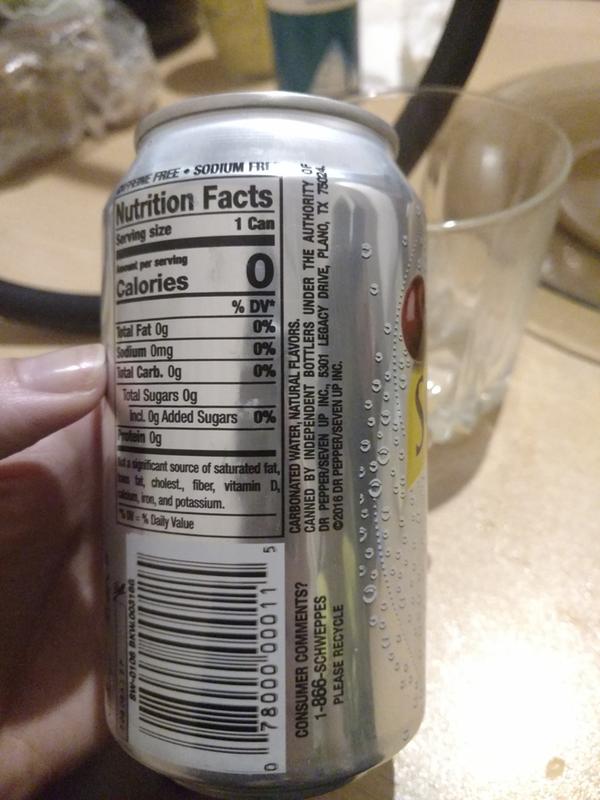 CAFFEINE FREE • SODIUM FRE
Nutrition Facts
Serving size 1 Can
Amount per serving
Calories 0
% DV*
Total Fat 0g 0%
Sodium 0mg 0%
Total Carb. 0g 0%
Total Sugars 0g
Incl. 0g Added Sugars 0%
Protein 0g
Not a significant source of saturated fat,
trans fat, cholest., fiber, vitamin D,
calcium, iron, and potassium.
*% DV = % Daily Value
CARBONATED WATER, NATURAL FLAVORS.
CANNED BY INDEPENDENT BOTTLERS UNDER THE AUTHORITY OF
DR PEPPER/SEVEN UP INC., 5301 LEGACY DRIVE, PLANO, TX 75024.
©2016 DR PEPPER/SEVEN UP INC.
0 78000 00011 5
CONSUMER COMMENTS?
1-866-SCHWEPPES
PLEASE RECYCLE